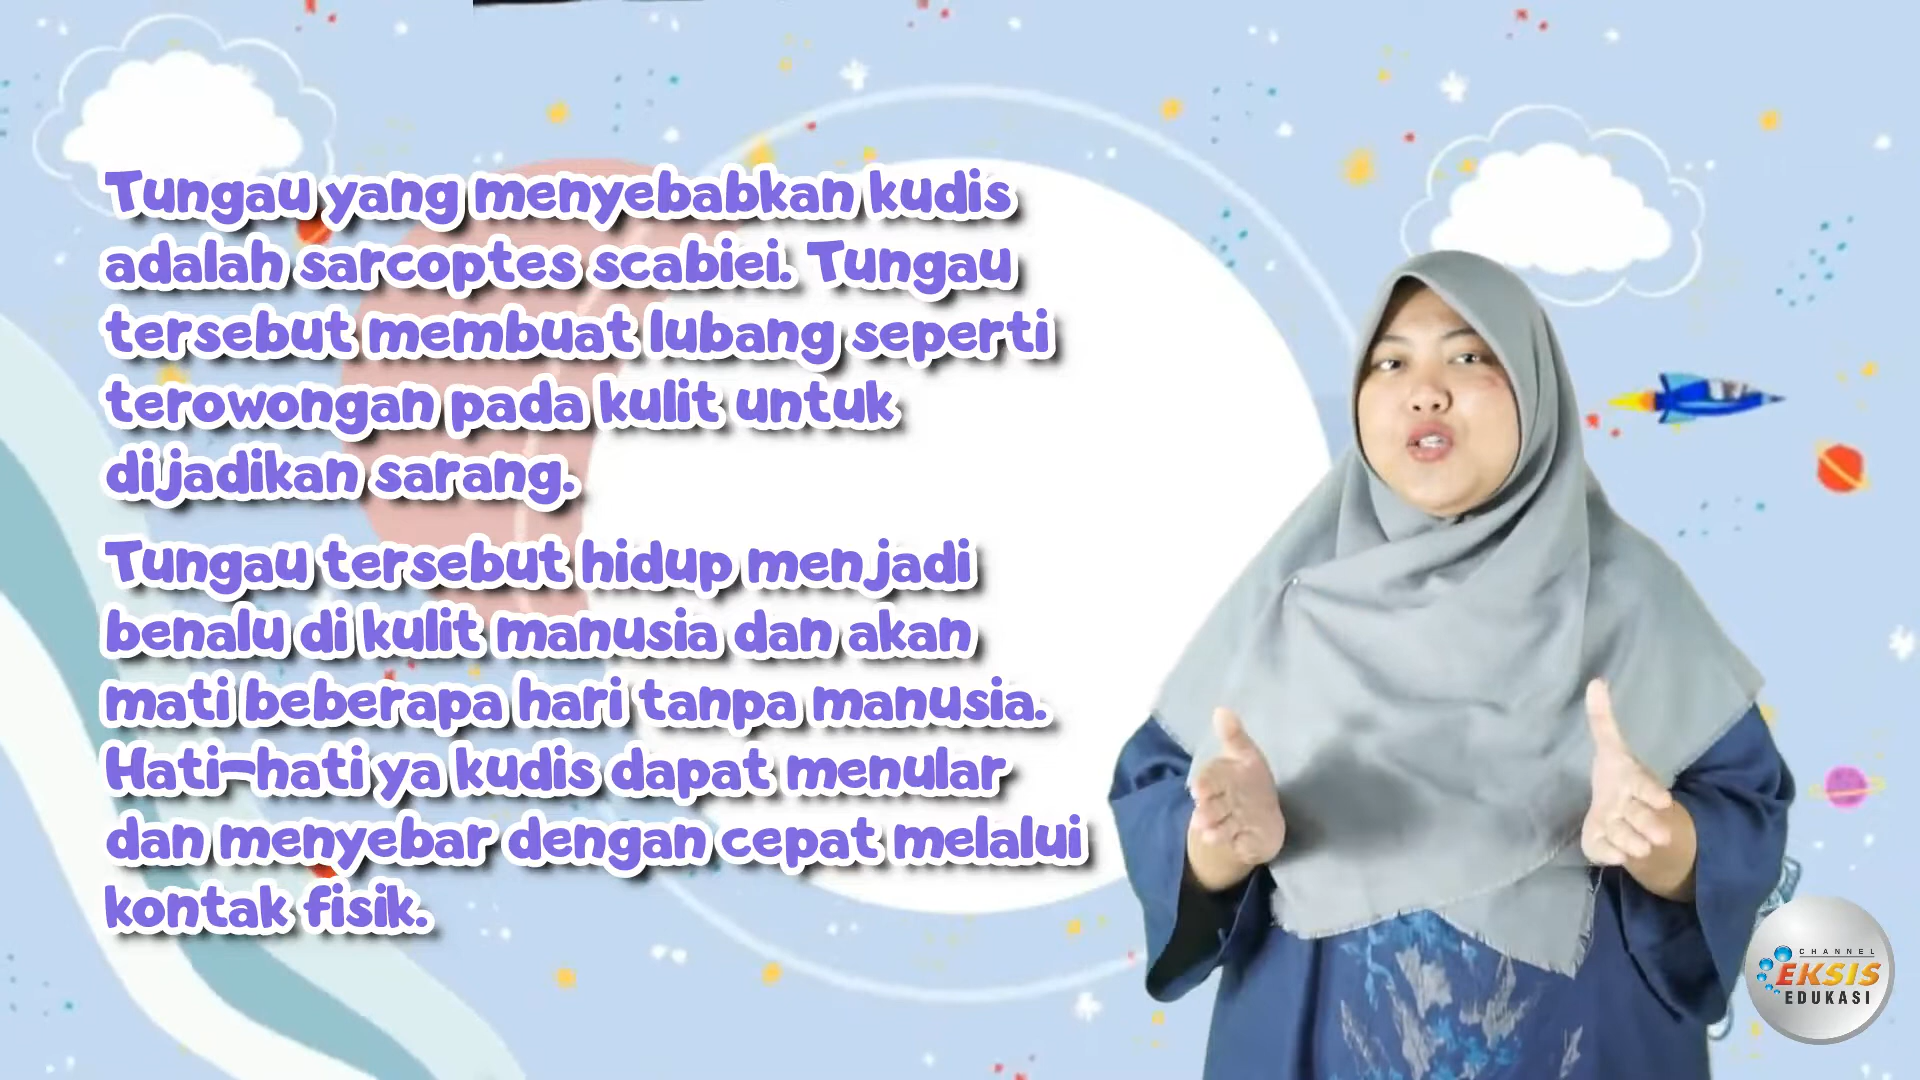 Tungau yang menyebabkan kudis
adalah sarcoptes scabiei. Tungau
tersebut membuat lubang seperti
terowongan pada kulit untuk
dijadikan sarang.
Tungau tersebut hidup menjadi
benalu di kulit manusia dan akan
mati beberapa hari tanpa manusia.
Hati-hati ya kudis dapat menular
dan menyebar dengan cepat melalui
kontak fisik.
CHANNEL
EKSIS
EDUKASI